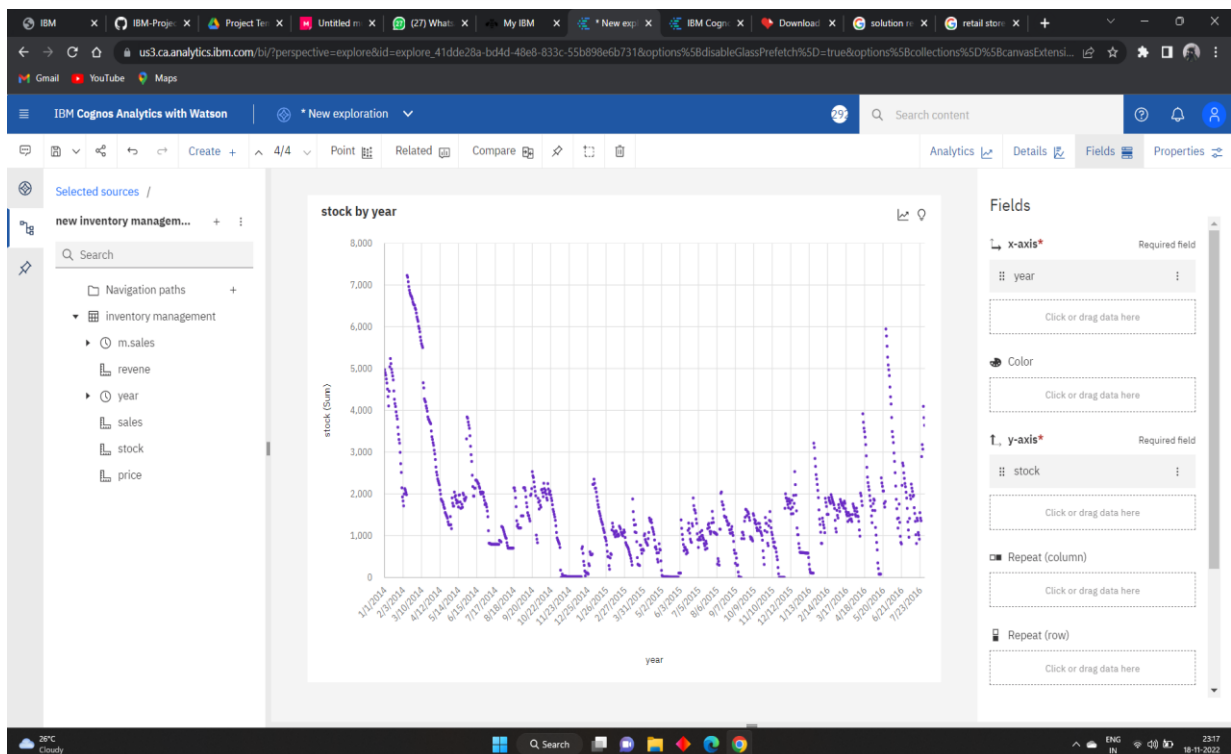 IBM
IBM-Projec
Project Ten
Untitled m
(27) Whats
My IBM
* New expl
IBM Cogno
Download
solution re
retail store
us3.ca.analytics.ibm.com/bi/?perspective=explore&id=explore_41dde28a-bd4d-48e8-833c-55b898e6b731&options%5BdisableGlassPrefetch%5D=true&options%5Bcollections%5D%5BcanvasExtensi...
Gmail YouTube Maps
IBM Cognos Analytics with Watson
* New exploration
Search content
Create +
4/4
Point
Related
Compare
Analytics
Details
Fields
Properties
Selected sources /
new inventory managem...
Search
Navigation paths
inventory management
m.sales
revene
year
sales
stock
price
stock by year
8,000
7,000
6,000
5,000
4,000
3,000
2,000
1,000
0
stock (Sum)
1/1/2014
2/3/2014
3/10/2014
4/12/2014
5/14/2014
6/15/2014
7/17/2014
8/18/2014
9/20/2014
10/22/2014
11/23/2014
12/25/2014
1/26/2015
2/27/2015
3/31/2015
5/2/2015
6/3/2015
7/5/2015
8/6/2015
9/7/2015
10/9/2015
11/10/2015
12/12/2015
1/13/2016
2/14/2016
3/17/2016
4/18/2016
5/20/2016
6/21/2016
7/23/2016
year
Fields
x-axis*
Required field
year
Click or drag data here
Color
Click or drag data here
y-axis*
Required field
stock
Click or drag data here
Repeat (column)
Click or drag data here
Repeat (row)
Click or drag data here
26°C
Cloudy
Search
ENG
IN
23:17
18-11-2022